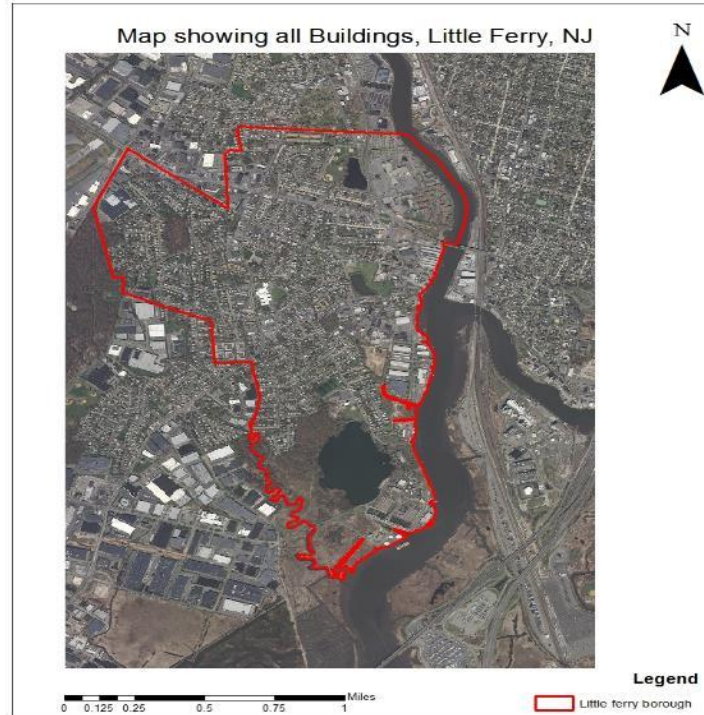 Map showing all Buildings, Little Ferry, NJ
N
Legend
Miles
0 0.125 0.25 0.5 0.75 1
Little ferry borough